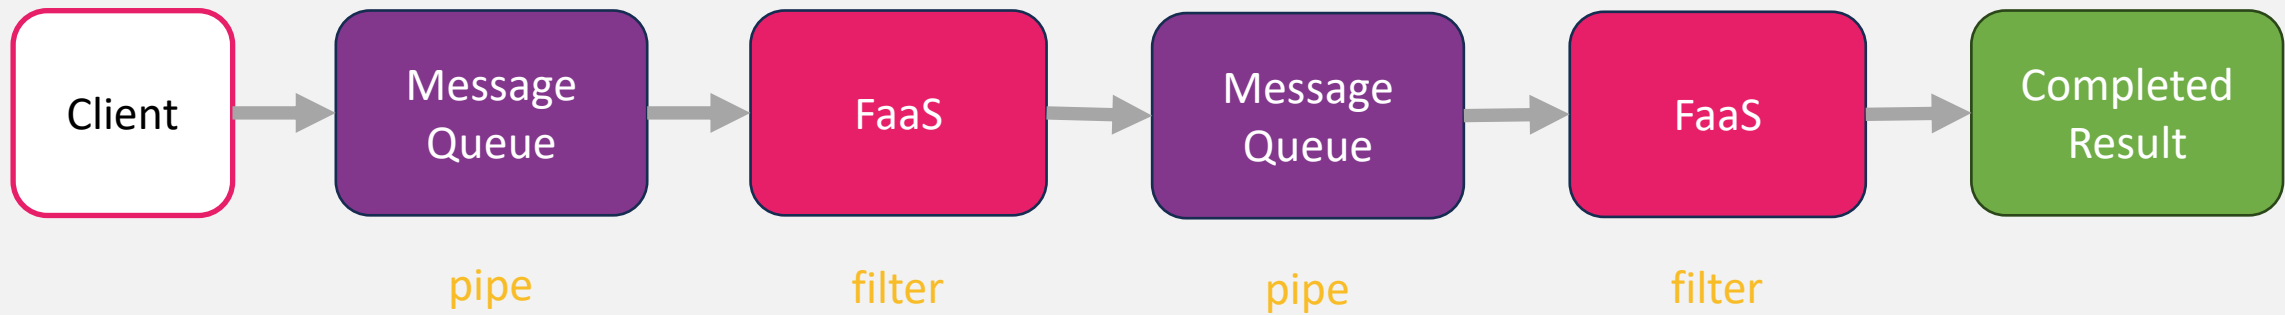 Client
Message
Queue
FaaS
Message
Queue
FaaS
Completed
Result
pipe
filter
pipe
filter